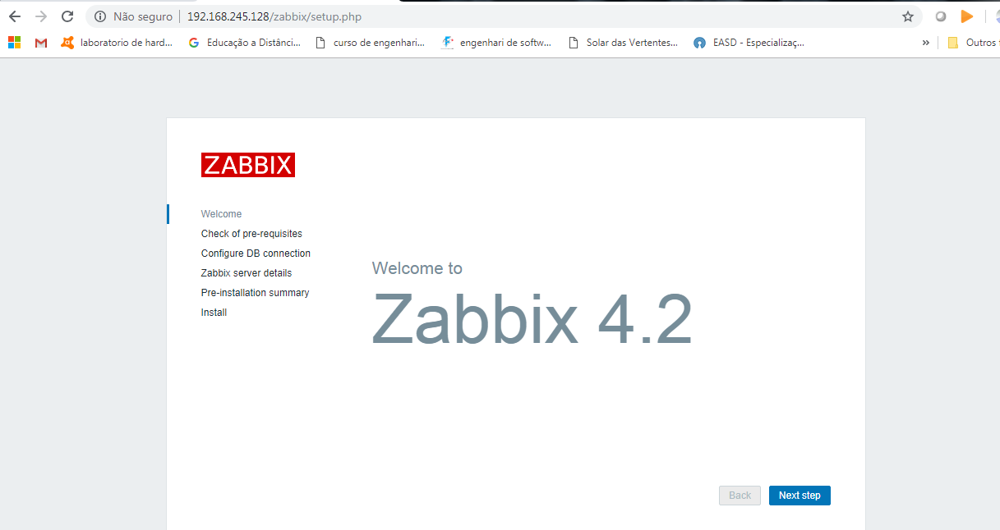 Não seguro 192.168.245.128/zabbix/setup.php
laboratorio de hard... Educação a Distânci... curso de engenhari... engenhari de softw... Solar das Vertentes... EASD - Especializaç... » Outros
ZABBIX
Welcome
Check of pre-requisites
Configure DB connection
Zabbix server details
Pre-installation summary
Install
Welcome to
Zabbix 4.2
Back Next step